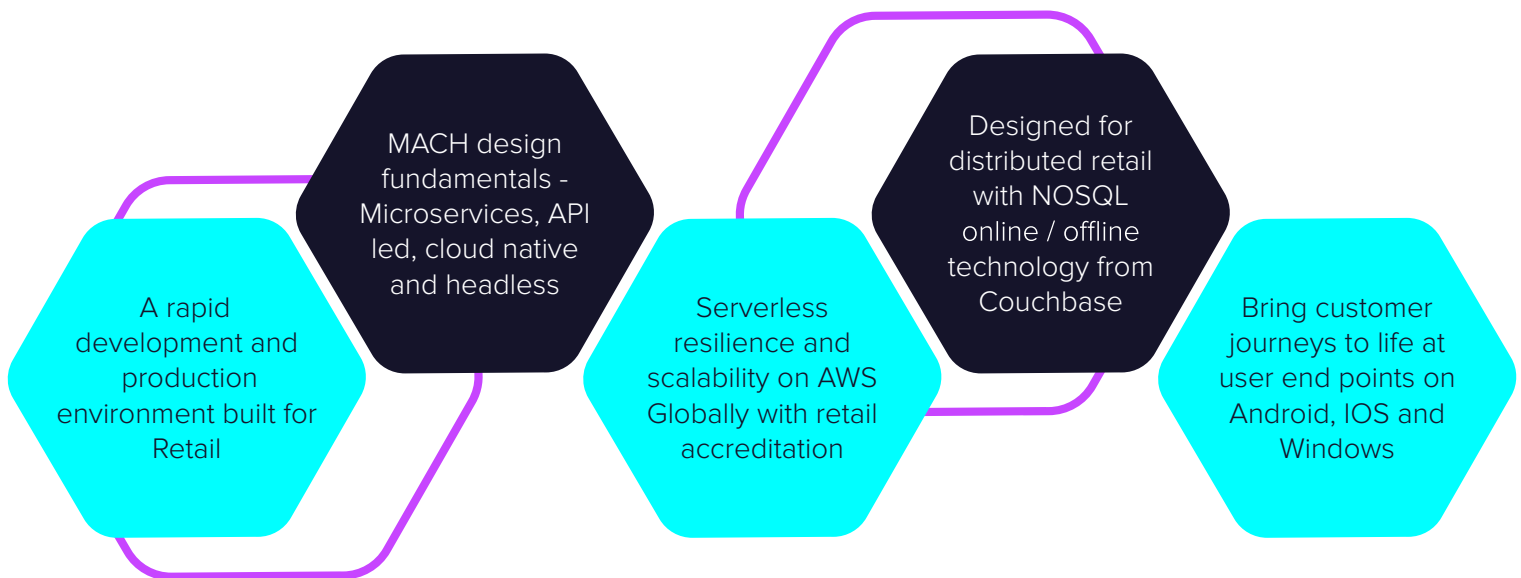 A rapid
development and
production
environment built for
Retail
MACH design
fundamentals -
Microservices, API
led, cloud native
and headless
Serverless
resilience and
scalability on AWS
Globally with retail
accreditation
Designed for
distributed retail
with NOSQL
online / offline
technology from
Couchbase
Bring customer
journeys to life at
user end points on
Android, IOS and
Windows